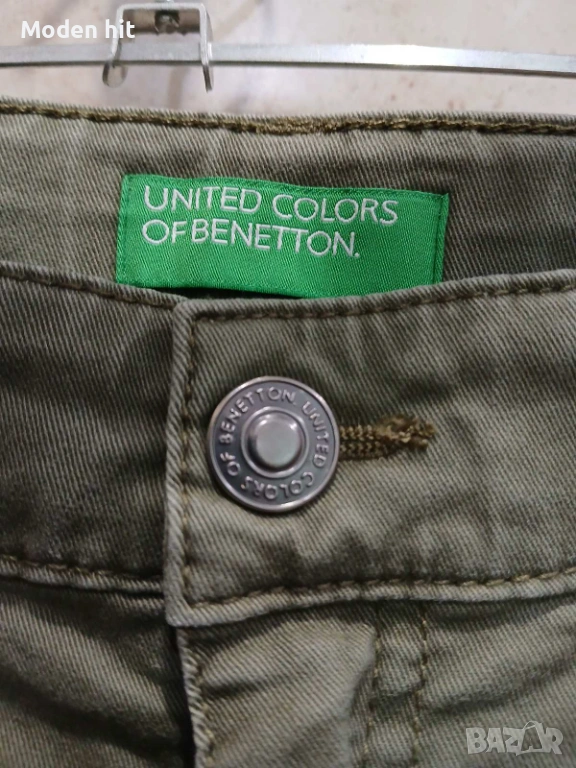 Moden hit
UNITED COLORS
OF BENETTON.
UNITED COLORS OF BENETTON
BAZAR